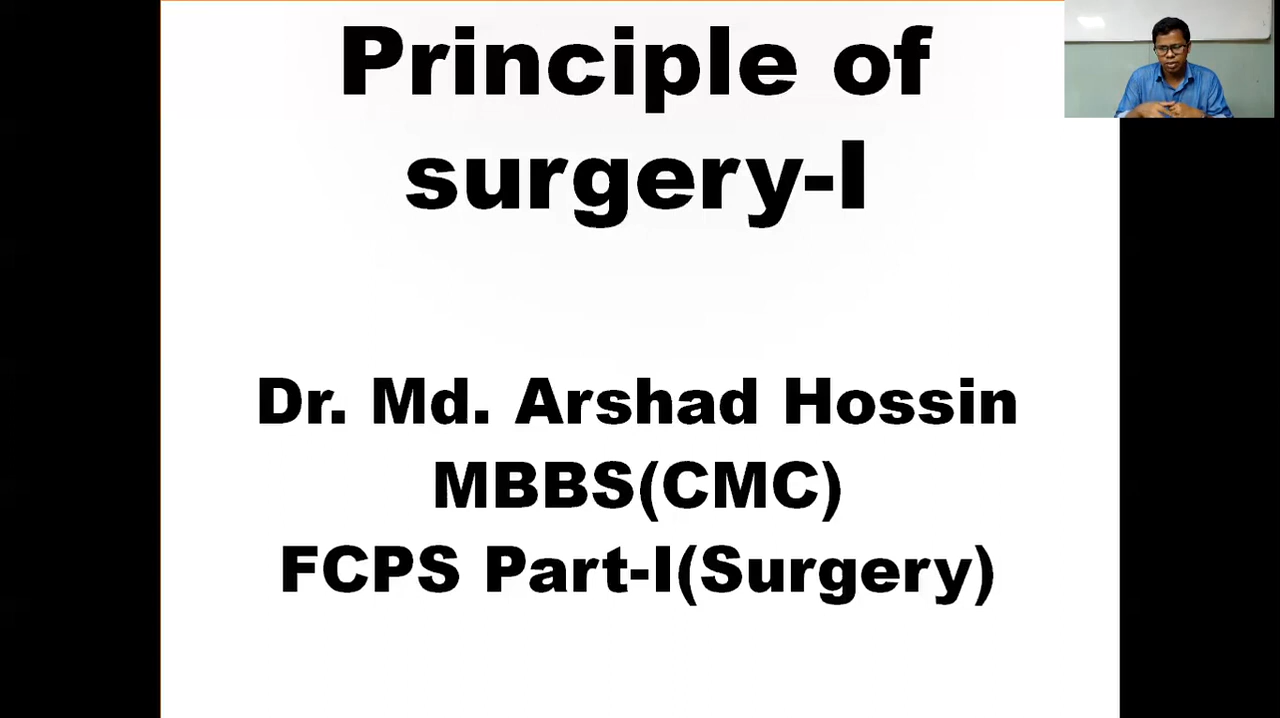 Principle of
surgery-I
Dr. Md. Arshad Hossin
MBBS(CMC)
FCPS Part-I(Surgery)